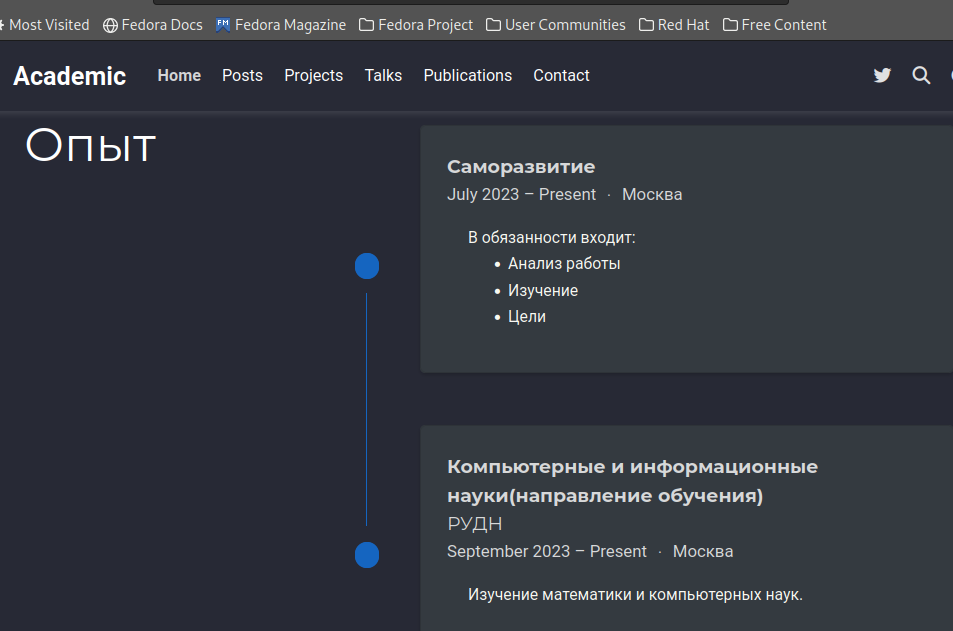 Most Visited Fedora Docs FM Fedora Magazine Fedora Project User Communities Red Hat Free Content
Academic Home Posts Projects Talks Publications Contact
Опыт
Саморазвитие
July 2023 – Present · Москва
В обязанности входит:
• Анализ работы
• Изучение
• Цели
Компьютерные и информационные
науки(направление обучения)
РУДН
September 2023 – Present · Москва
Изучение математики и компьютерных наук.